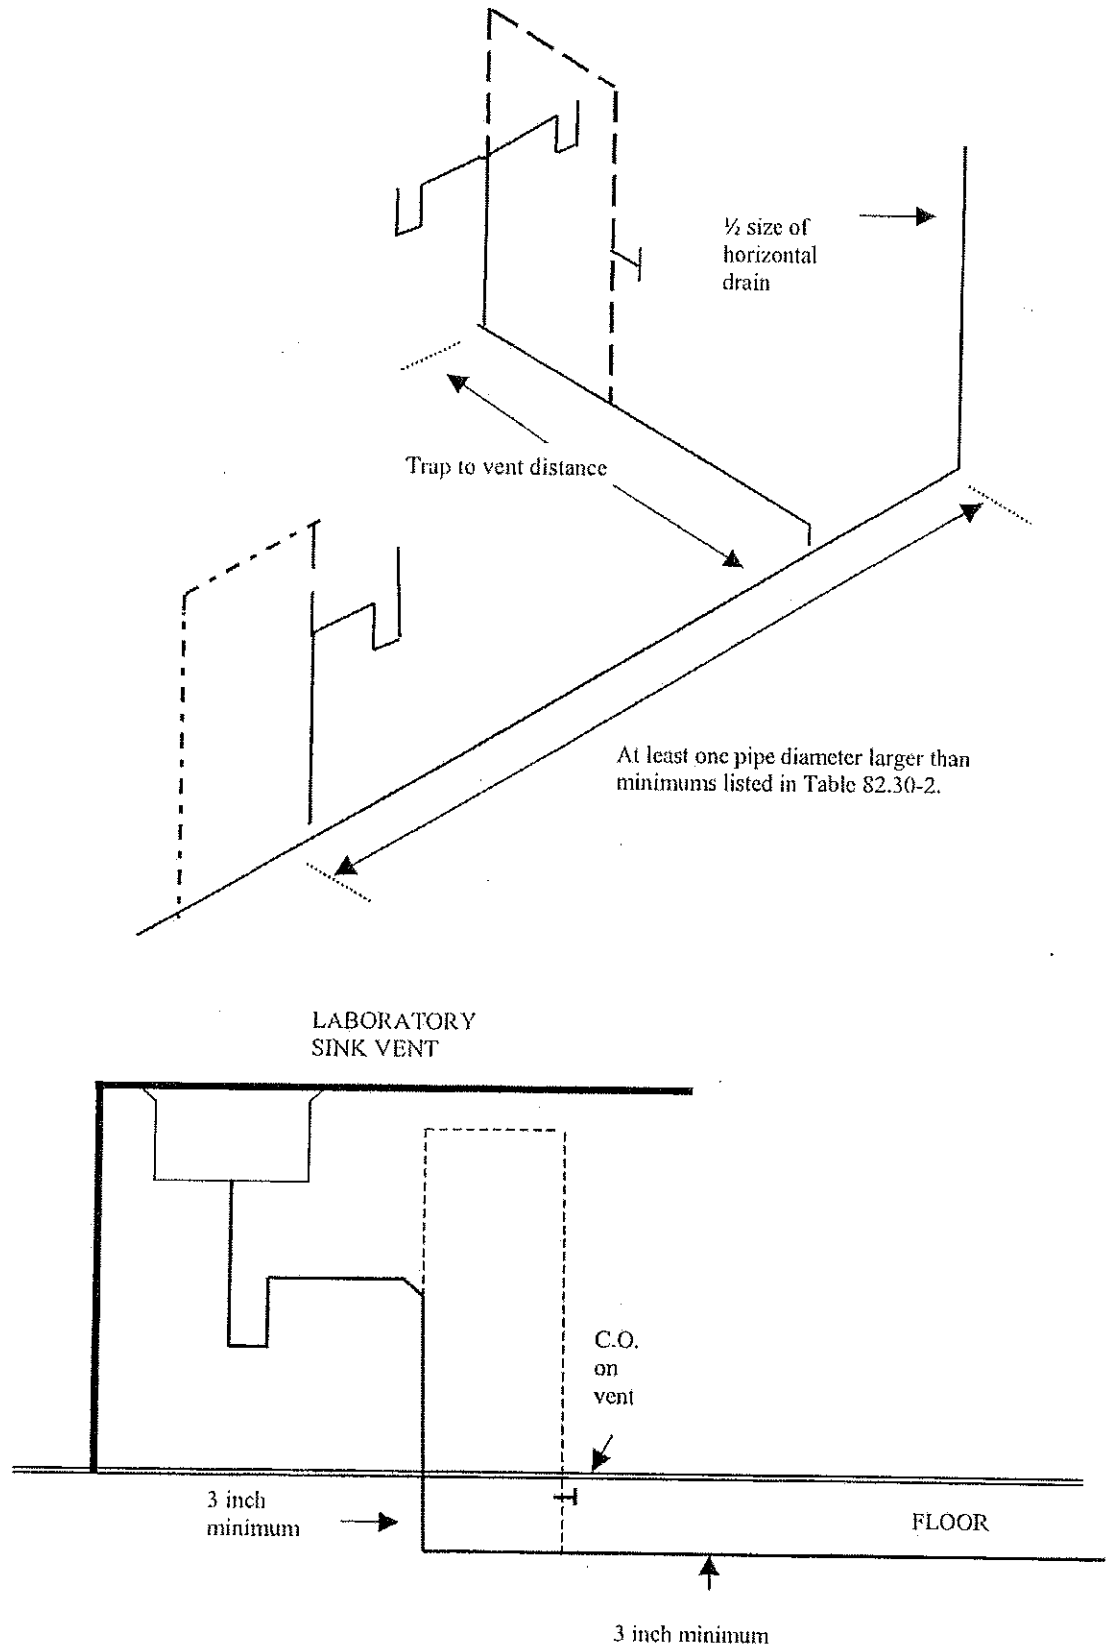 ½ size of
horizontal
drain
Trap to vent distance
At least one pipe diameter larger than
minimums listed in Table 82.30-2.
LABORATORY
SINK VENT
C.O.
on
vent
3 inch
minimum
FLOOR
3 inch minimum